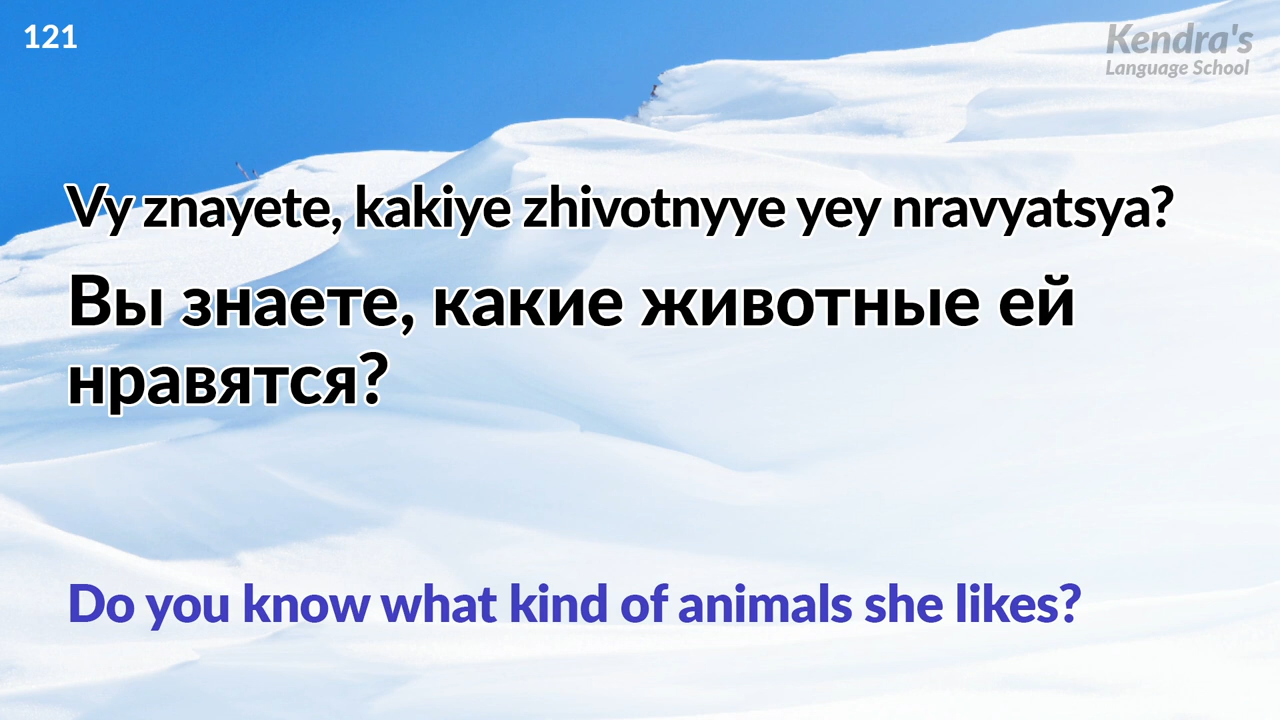 121
Kendra's
Language School
Vy znayete, kakiye zhivotnyye yey nravyatsya?
Вы знаете, какие животные ей
нравятся?
Do you know what kind of animals she likes?